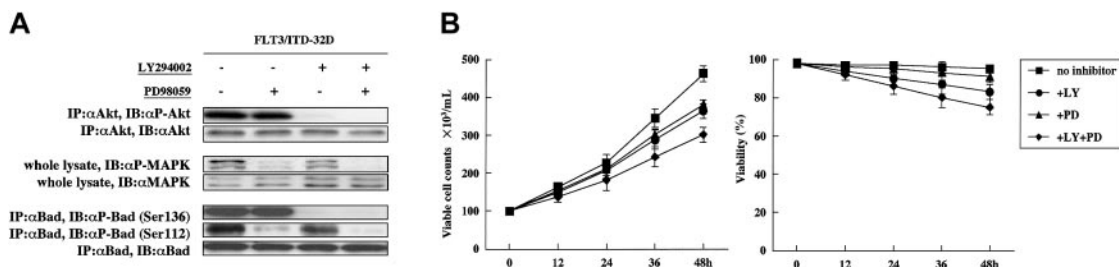 A
FLT3/ITD-32D
LY294002 - - + +
PD98059 - + - +
IP:αAkt, IB:αP-Akt
IP:αAkt, IB:αAkt
whole lysate, IB:αP-MAPK
whole lysate, IB:αMAPK
IP:αBad, IB:αP-Bad (Ser136)
IP:αBad, IB:αP-Bad (Ser112)
IP:αBad, IB:αBad
B
Viable cell counts ×10³/mL
500
400
300
200
100
0 12 24 36 48h
Viability (%)
100
80
60
40
20
0
0 12 24 36 48h
no inhibitor
+LY
+PD
+LY+PD